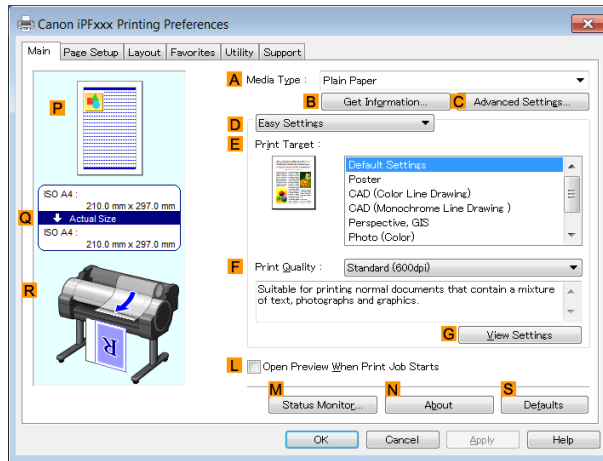 Canon iPFxxx Printing Preferences
Main Page Setup Layout Favorites Utility Support
P
ISO A4 :
210.0 mm x 297.0 mm
Q Actual Size
ISO A4 :
210.0 mm x 297.0 mm
R
R
A Media Type : Plain Paper
B Get Information... C Advanced Settings...
D Easy Settings
E Print Target :
Default Settings
Poster
CAD (Color Line Drawing)
CAD (Monochrome Line Drawing )
Perspective, GIS
Photo (Color)
F Print Quality : Standard (600dpi)
Suitable for printing normal documents that contain a mixture
of text, photographs and graphics.
G View Settings
L Open Preview When Print Job Starts
M N S
Status Monitor... About Defaults
OK Cancel Apply Help